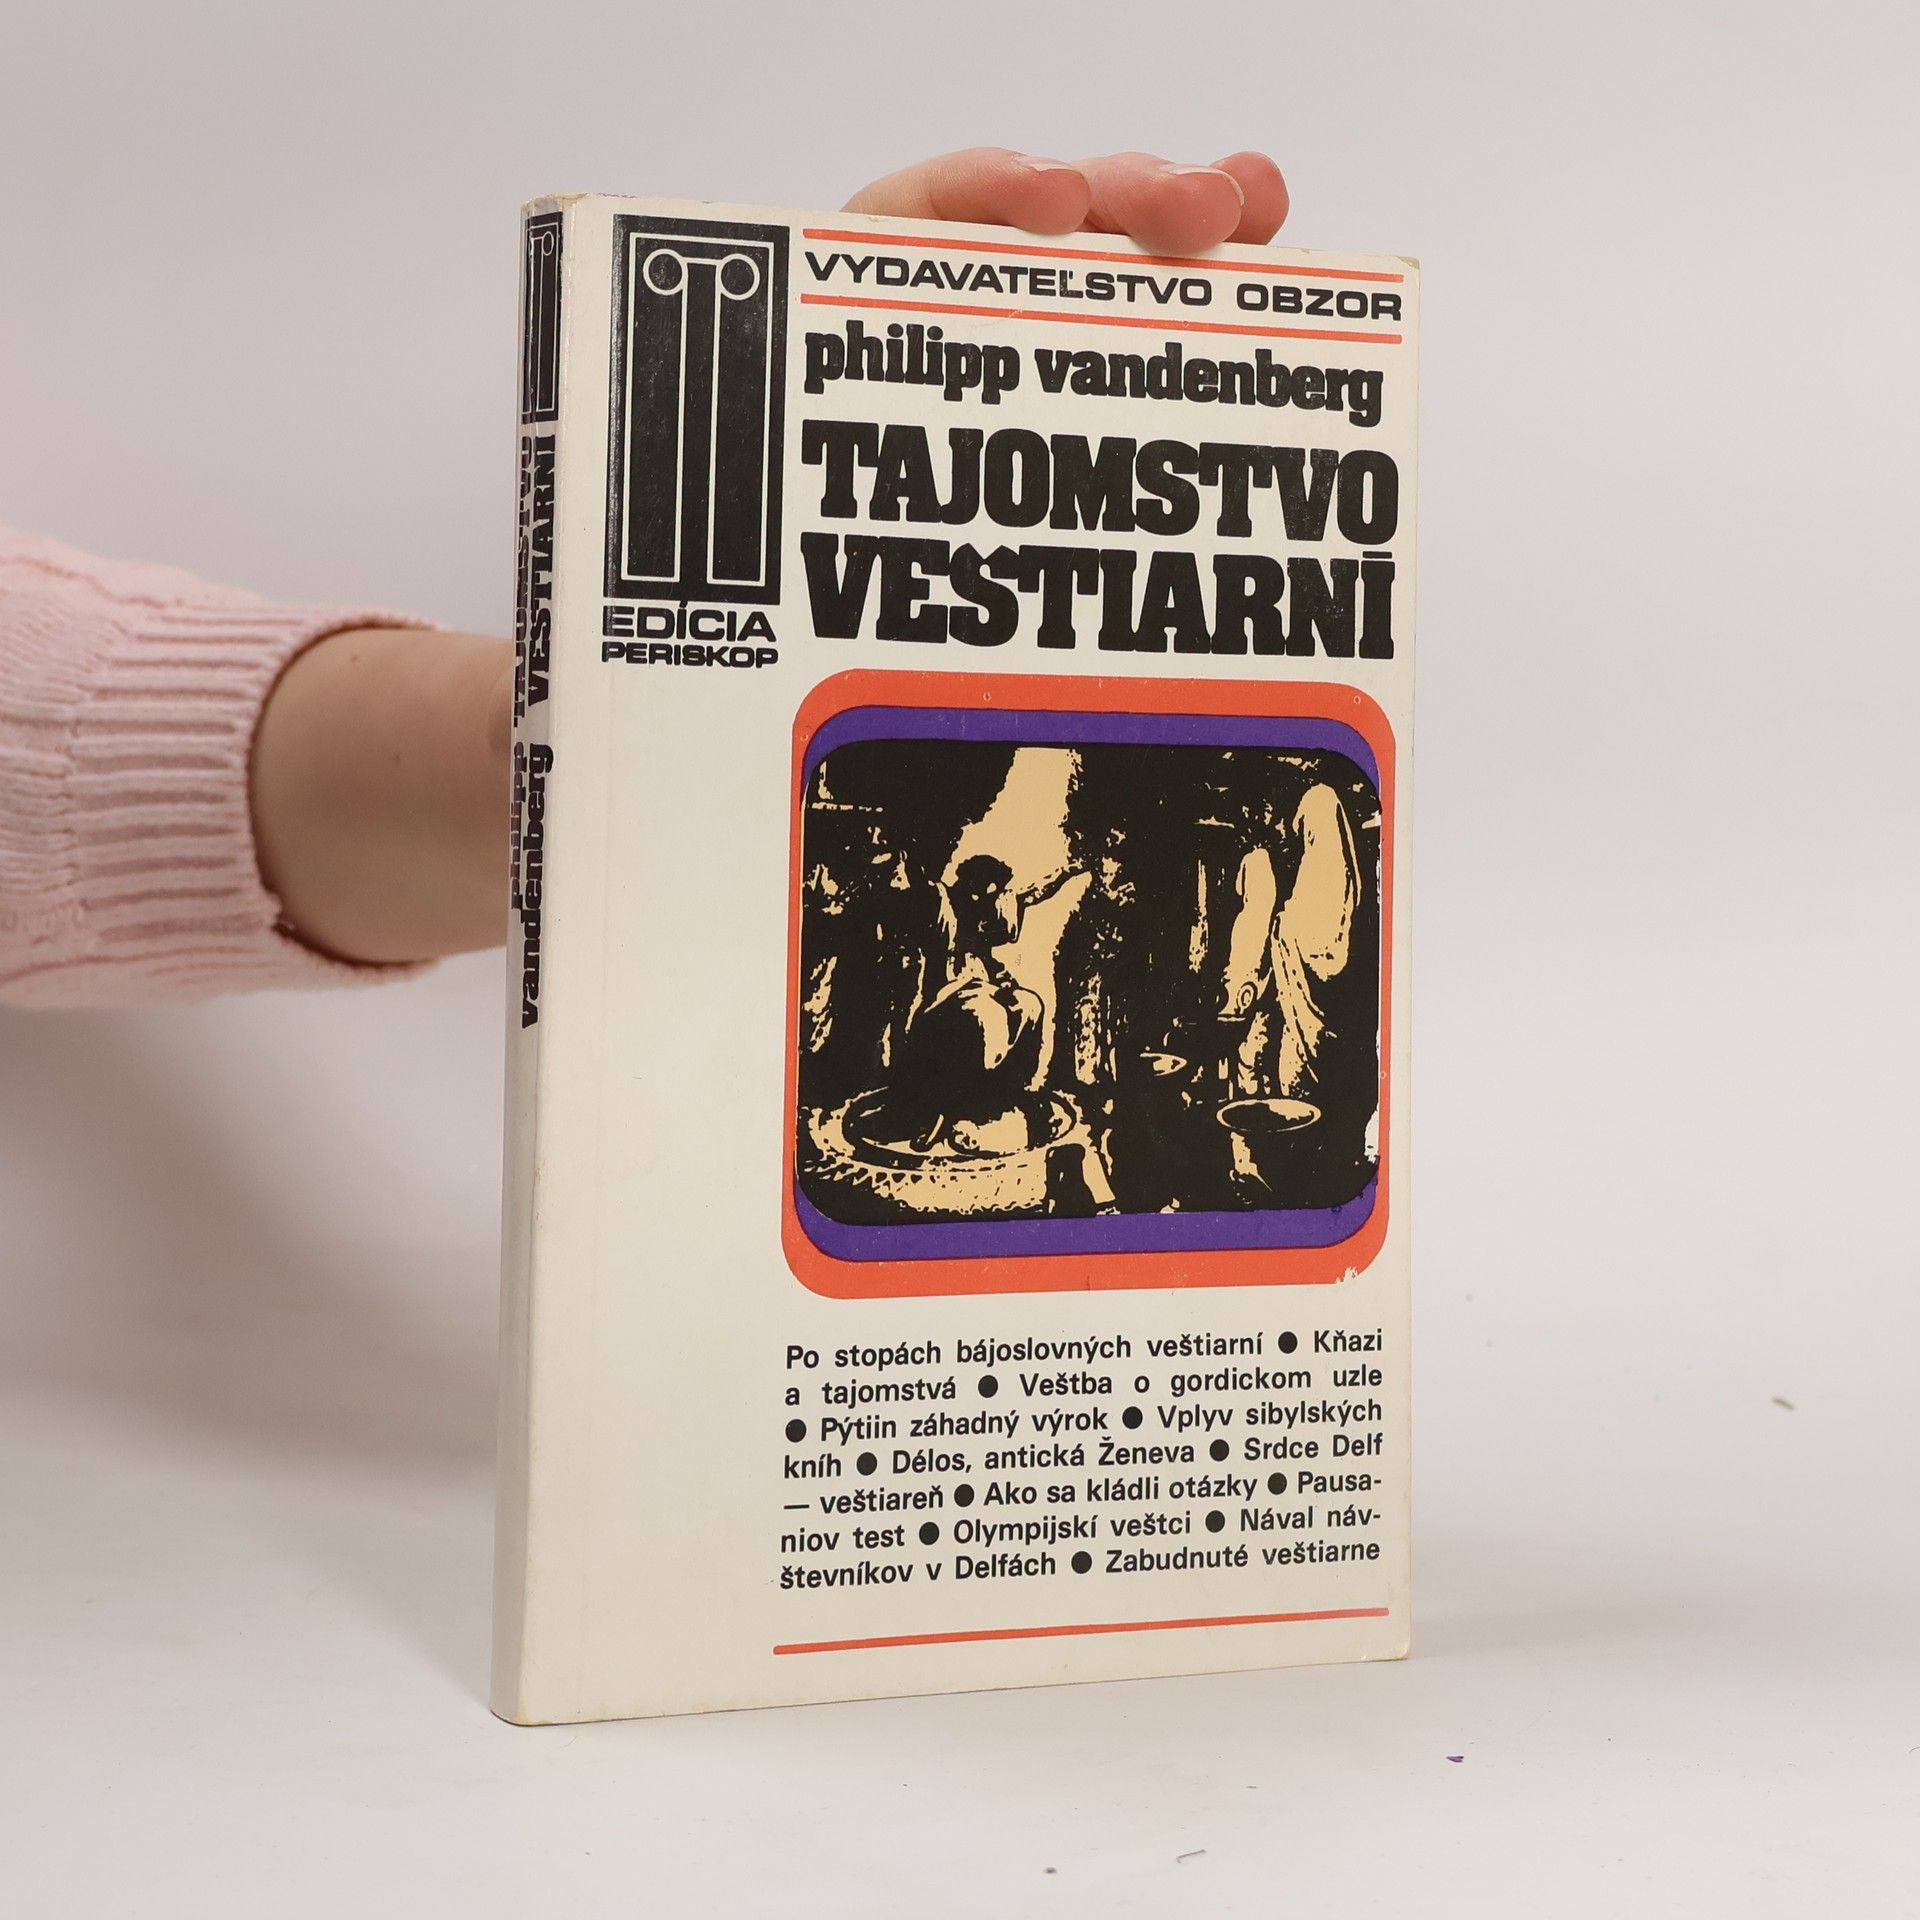 VYDAVATEĽSTVO OBZOR
philipp vandenberg
TAJOMSTVO
VEŠTIARNÍ
EDÍCIA
PERISKOP
Po stopách bájoslovných veštiarní ● Kňazi
a tajomstvá ● Veštba o gordickom uzle
● Pýtiin záhadný výrok ● Vplyv sibylských
kníh ● Délos, antická Ženeva ● Srdce Delf
— veštiareň ● Ako sa kládli otázky ● Pausa-
niov test ● Olympijskí veštci ● Nával náv-
števníkov v Delfách ● Zabudnuté veštiarne
philipp TAJOMSTVO
vandenberg VEŠTIARNÍ